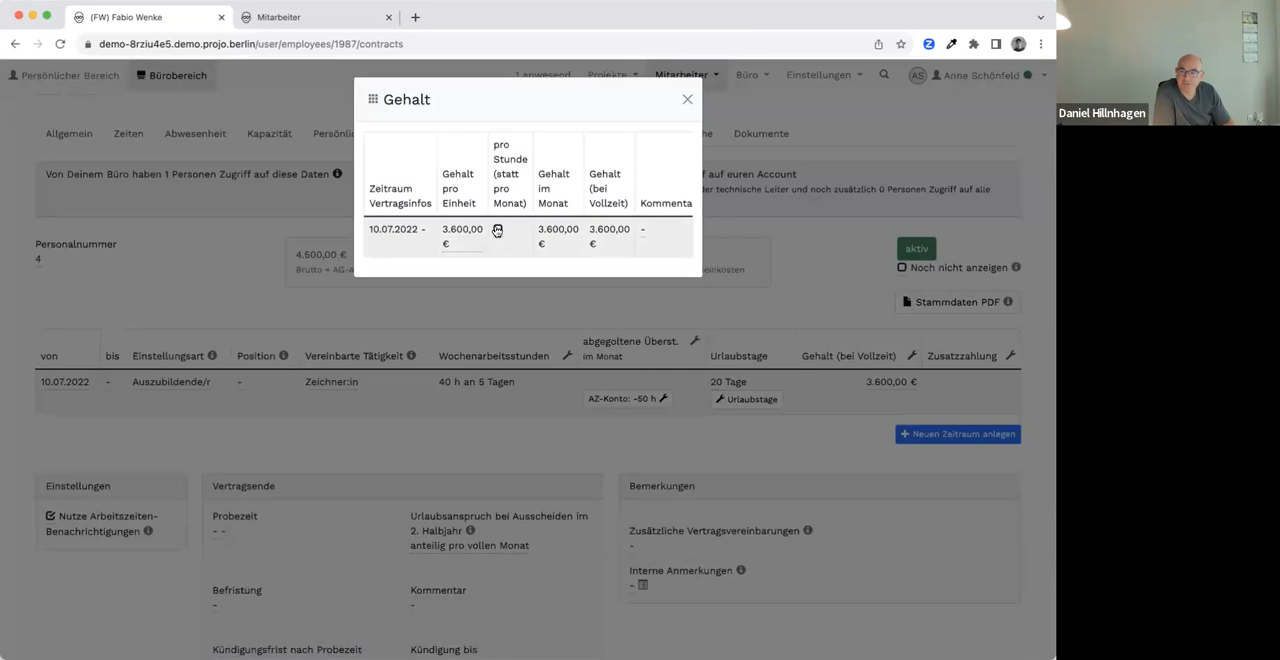 (FW) Fabio Wenke
Mitarbeiter
demo-8rziu4e5.demo.projo.berlin/user/employees/1987/contracts
Persönlicher Bereich
Bürobereich
1 anwesend
Projekte
Mitarbeiter
Büro
Einstellungen
AS
Anne Schönfeld
Allgemein
Zeiten
Abwesenheit
Kapazität
Dokumente
Von Deinem Büro haben 1 Personen Zugriff auf diese Daten
f auf euren Account
der technische Leiter und noch zusätzlich 0 Personen Zugriff auf alle
Gehalt
Zeitraum
Vertragsinfos
Gehalt
pro
Einheit
pro
Stunde
(statt
pro
Monat)
Gehalt
im
Monat
Gehalt
(bei
Vollzeit)
Kommenta
10.07.2022 -
3.600,00
€
3.600,00
€
3.600,00
€
-
Personalnummer
4
4.500,00 €
Brutto + AG-A
aktiv
Noch nicht anzeigen
Stammdaten PDF
von
bis
Einstellungsart
Position
Vereinbarte Tätigkeit
Wochenarbeitsstunden
abgegoltene Überst.
im Monat
Urlaubstage
Gehalt (bei Vollzeit)
Zusatzzahlung
10.07.2022
-
Auszubildende/r
-
Zeichner:in
40 h an 5 Tagen
AZ-Konto: -50 h
20 Tage
Urlaubstage
3.600,00 €
+ Neuen Zeitraum anlegen
Einstellungen
Nutze Arbeitszeiten-
Benachrichtigungen
Vertragsende
Probezeit
- -
Urlaubsanspruch bei Ausscheiden im
2. Halbjahr
anteilig pro vollen Monat
Befristung
-
Kommentar
-
Kündigungsfrist nach Probezeit
Kündigung bis
Bemerkungen
Zusätzliche Vertragsvereinbarungen
-
Interne Anmerkungen
-
Daniel Hillnhagen